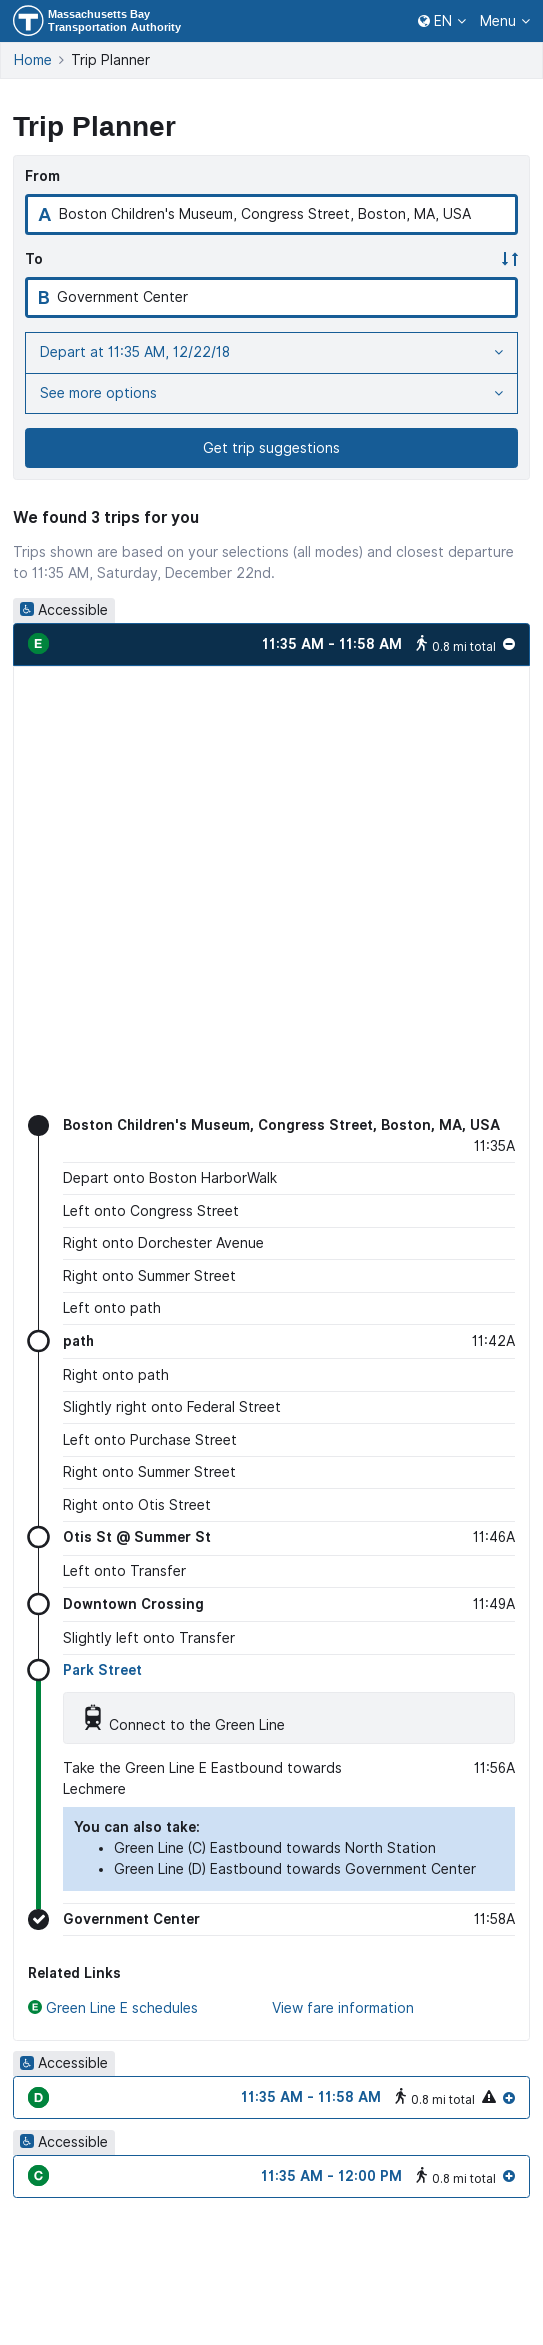 Massachusetts Bay
Transportation Authority
EN
Menu
Home
Trip Planner
Trip Planner
From
A Boston Children's Museum, Congress Street, Boston, MA, USA
To
B Government Center
Depart at 11:35 AM, 12/22/18
See more options
Get trip suggestions
We found 3 trips for you
Trips shown are based on your selections (all modes) and closest departure
to 11:35 AM, Saturday, December 22nd.
Accessible
E 11:35 AM - 11:58 AM 0.8 mi total
Boston Children's Museum, Congress Street, Boston, MA, USA
11:35A
Depart onto Boston HarborWalk
Left onto Congress Street
Right onto Dorchester Avenue
Right onto Summer Street
Left onto path
path 11:42A
Right onto path
Slightly right onto Federal Street
Left onto Purchase Street
Right onto Summer Street
Right onto Otis Street
Otis St @ Summer St 11:46A
Left onto Transfer
Downtown Crossing 11:49A
Slightly left onto Transfer
Park Street
Connect to the Green Line
Take the Green Line E Eastbound towards 11:56A
Lechmere
You can also take:
• Green Line (C) Eastbound towards North Station
• Green Line (D) Eastbound towards Government Center
Government Center 11:58A
Related Links
E Green Line E schedules View fare information
Accessible
D 11:35 AM - 11:58 AM 0.8 mi total
Accessible
C 11:35 AM - 12:00 PM 0.8 mi total